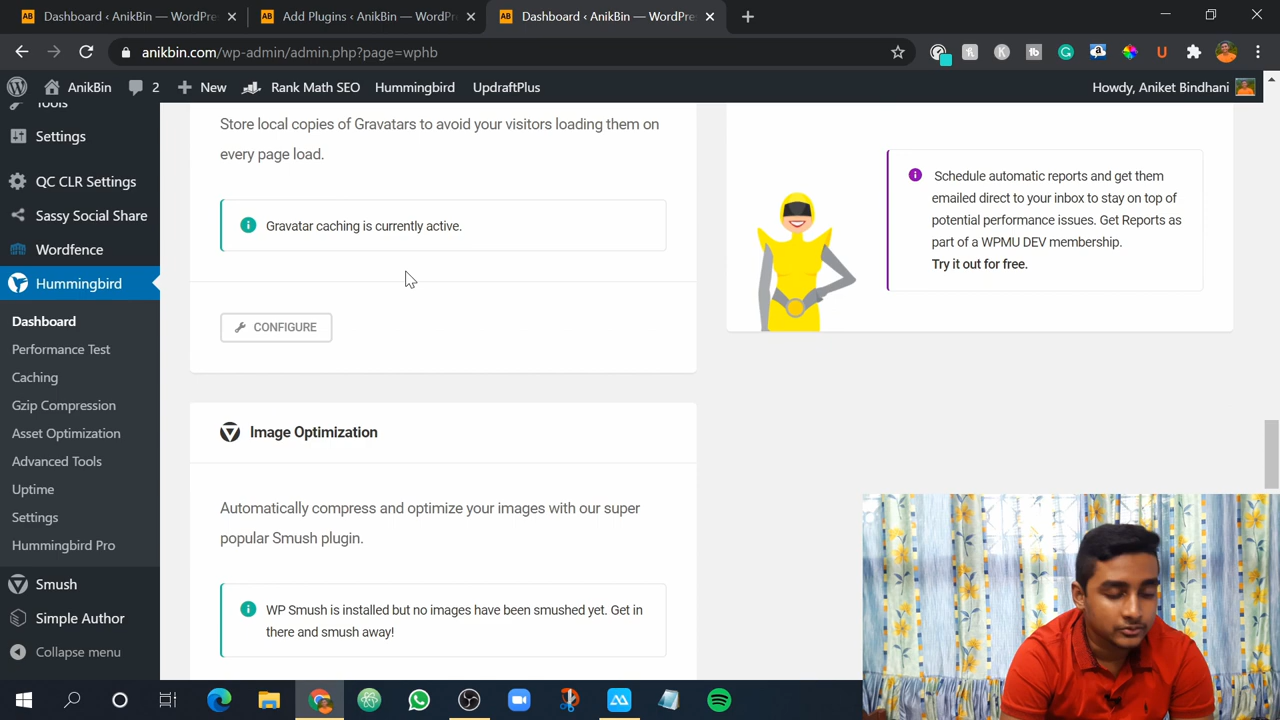 Dashboard ‹ AnikBin — WordPre
Add Plugins ‹ AnikBin — WordPr
Dashboard ‹ AnikBin — WordPre
anikbin.com/wp-admin/admin.php?page=wphb
AnikBin
2
New
Rank Math SEO
Hummingbird
UpdraftPlus
Howdy, Aniket Bindhani
Tools
Settings
QC CLR Settings
Sassy Social Share
Wordfence
Hummingbird
Dashboard
Performance Test
Caching
Gzip Compression
Asset Optimization
Advanced Tools
Uptime
Settings
Hummingbird Pro
Smush
Simple Author
Collapse menu
Store local copies of Gravatars to avoid your visitors loading them on
every page load.
Gravatar caching is currently active.
CONFIGURE
Image Optimization
Automatically compress and optimize your images with our super
popular Smush plugin.
WP Smush is installed but no images have been smushed yet. Get in
there and smush away!
Schedule automatic reports and get them
emailed direct to your inbox to stay on top of
potential performance issues. Get Reports as
part of a WPMU DEV membership.
Try it out for free.